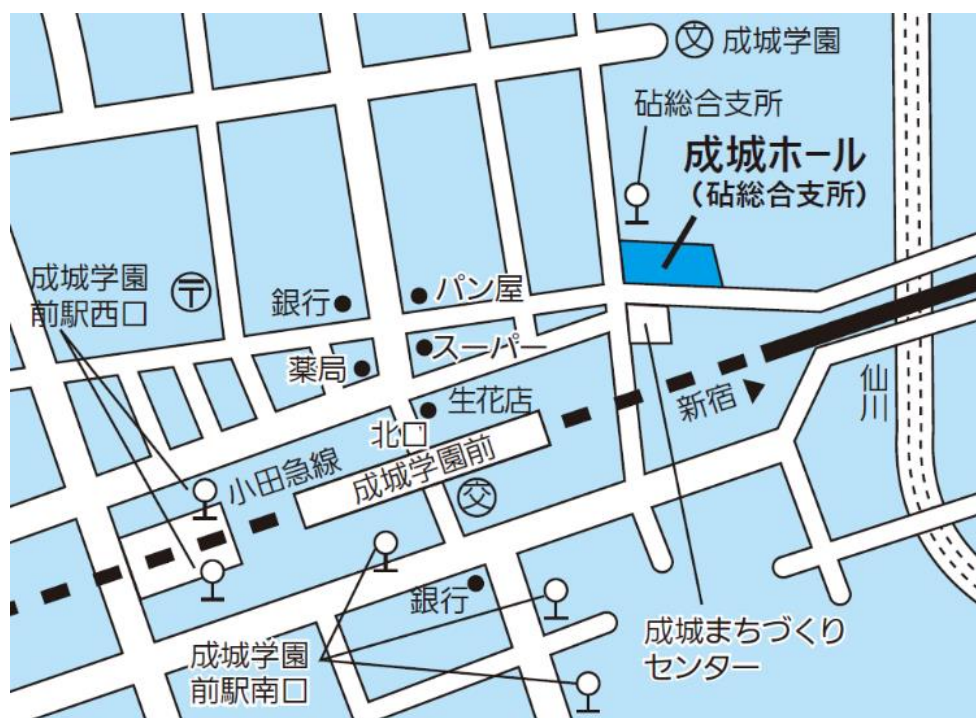 文 成城学園
砧総合支所
成城ホール
（砧総合支所）
成城学園
前駅西口
〒
銀行
パン屋
スーパー
薬局
生花店
北口
小田急線
成城学園前
新宿
仙川
交
銀行
成城学園
前駅南口
成城まちづくり
センター